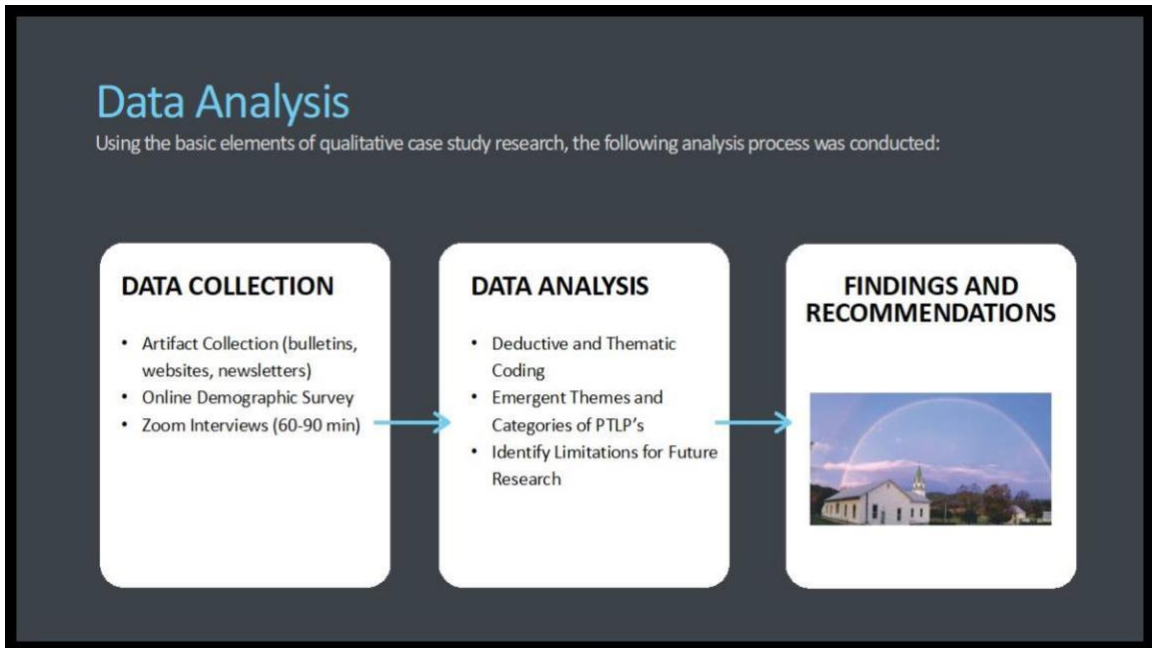 Data Analysis
Using the basic elements of qualitative case study research, the following analysis process was conducted:
DATA COLLECTION
• Artifact Collection (bulletins,
websites, newsletters)
• Online Demographic Survey
• Zoom Interviews (60-90 min)
DATA ANALYSIS
• Deductive and Thematic
Coding
• Emergent Themes and
Categories of PTLP's
• Identify Limitations for Future
Research
FINDINGS AND
RECOMMENDATIONS